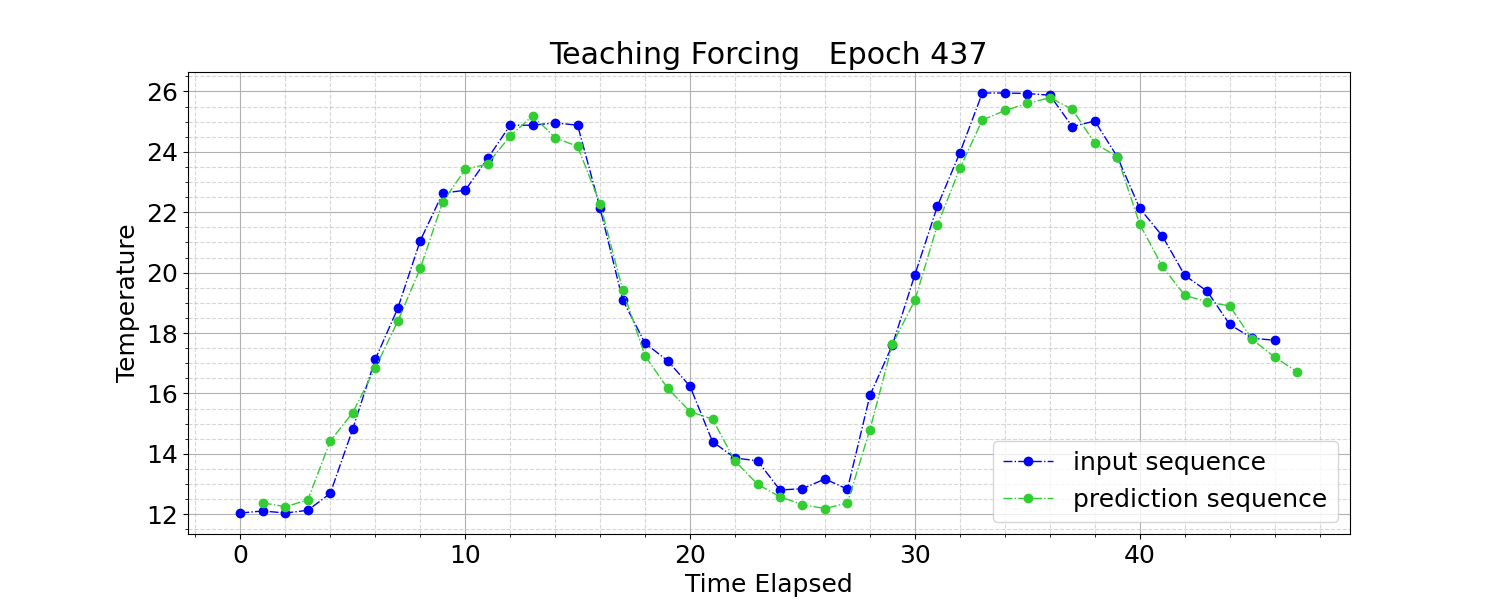 Teaching Forcing   Epoch 437
26
24
22
20
18
16
14
12
Temperature
0
10
20
30
40
Time Elapsed
input sequence
prediction sequence